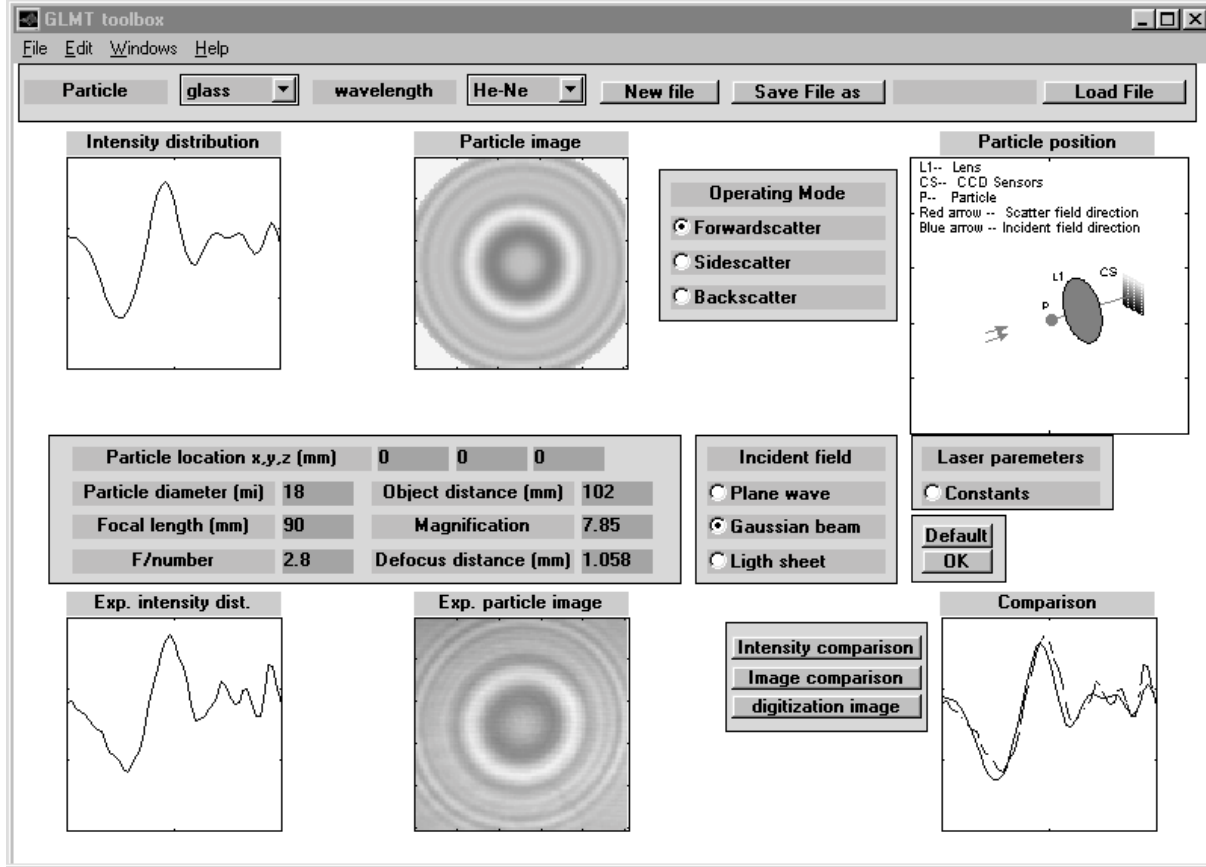 GLMT toolbox
File Edit Windows Help
Particle glass wavelength He-Ne New file Save File as Load File
Intensity distribution
Particle image
Operating Mode
Forwardscatter
Sidescatter
Backscatter
Particle position
L1-- Lens
CS-- CCD Sensors
P-- Particle
Red arrow -- Scatter field direction
Blue arrow -- Incident field direction
L1
CS
P
Particle location x,y,z (mm) 0 0 0
Particle diameter (mi) 18 Object distance (mm) 102
Focal length (mm) 90 Magnification 7.85
F/number 2.8 Defocus distance (mm) 1.058
Incident field
Plane wave
Gaussian beam
Ligth sheet
Laser paremeters
Constants
Default
OK
Exp. intensity dist.
Exp. particle image
Intensity comparison
Image comparison
digitization image
Comparison